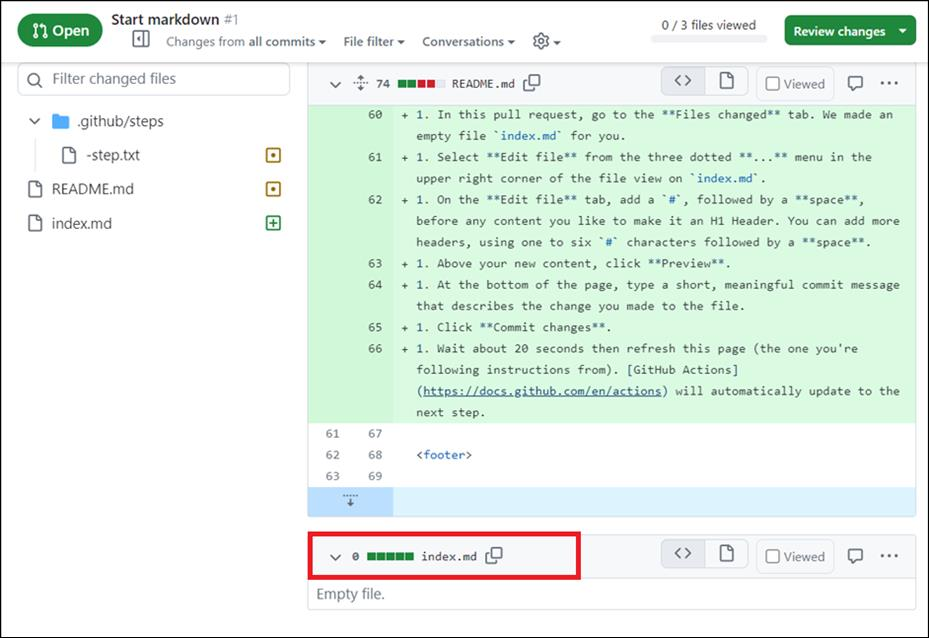 Open
Start markdown #1
Changes from all commits
File filter
Conversations
0 / 3 files viewed
Review changes
Filter changed files
.github/steps
-step.txt
README.md
index.md
74 README.md
Viewed
60 + 1. In this pull request, go to the **Files changed** tab. We made an
empty file `index.md` for you.
61 + 1. Select **Edit file** from the three dotted **...** menu in the
upper right corner of the file view on `index.md`.
62 + 1. On the **Edit file** tab, add a `#`, followed by a **space**,
before any content you like to make it an H1 Header. You can add more
headers, using one to six `#` characters followed by a **space**.
63 + 1. Above your new content, click **Preview**.
64 + 1. At the bottom of the page, type a short, meaningful commit message
that describes the change you made to the file.
65 + 1. Click **Commit changes**.
66 + 1. Wait about 20 seconds then refresh this page (the one you're
following instructions from). [GitHub Actions]
(https://docs.github.com/en/actions) will automatically update to the
next step.
61 67
62 68 <footer>
63 69
0 index.md
Viewed
Empty file.